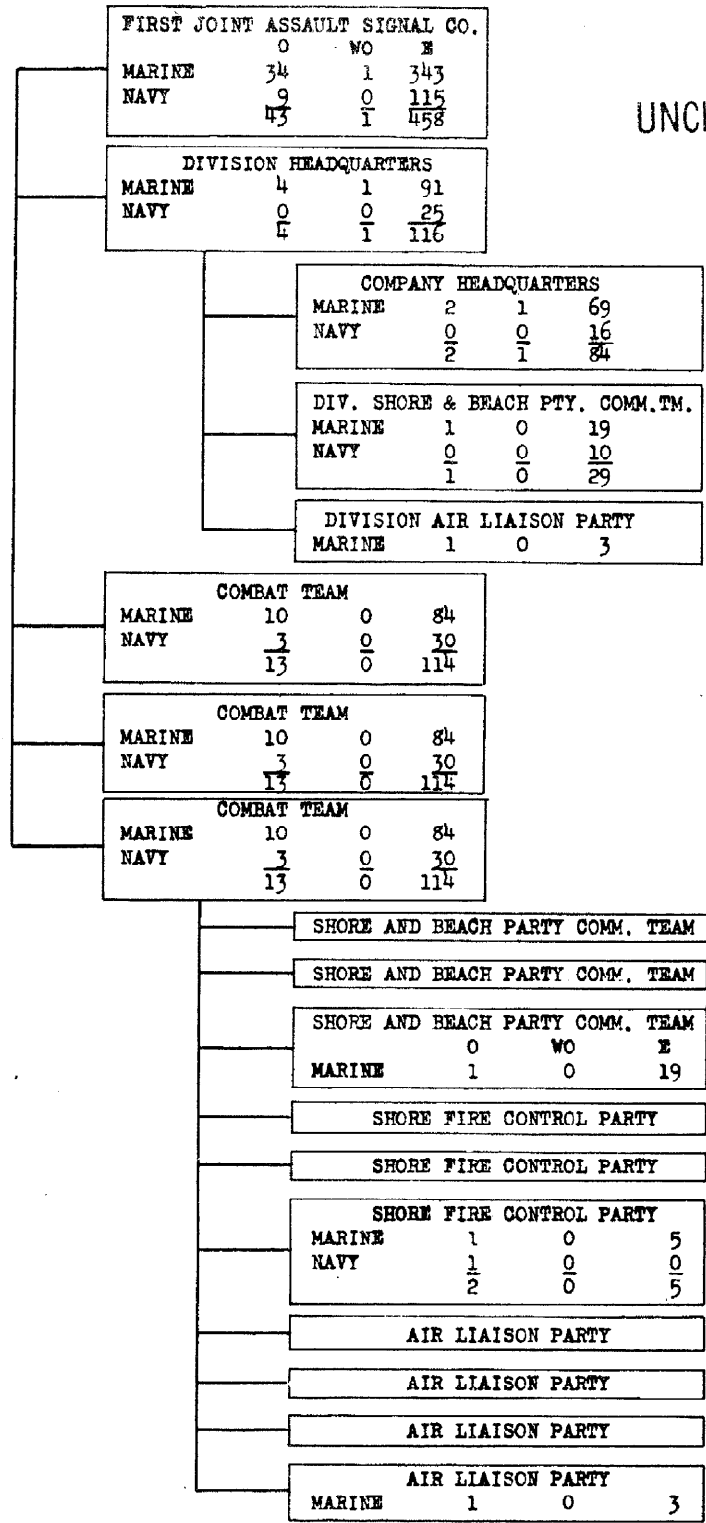 FIRST JOINT ASSAULT SIGNAL CO.
O WO E
MARINE 34 1 343
NAVY 9 0 115
43 1 458
DIVISION HEADQUARTERS
MARINE 4 1 91
NAVY 0 0 25
4 1 116
COMPANY HEADQUARTERS
MARINE 2 1 69
NAVY 0 0 16
2 1 84
DIV. SHORE & BEACH PTY. COMM.TM.
MARINE 1 0 19
NAVY 0 0 10
1 0 29
DIVISION AIR LIAISON PARTY
MARINE 1 0 3
COMBAT TEAM
MARINE 10 0 84
NAVY 3 0 30
13 0 114
COMBAT TEAM
MARINE 10 0 84
NAVY 3 0 30
13 0 114
COMBAT TEAM
MARINE 10 0 84
NAVY 3 0 30
13 0 114
SHORE AND BEACH PARTY COMM. TEAM
SHORE AND BEACH PARTY COMM. TEAM
SHORE AND BEACH PARTY COMM. TEAM
O WO E
MARINE 1 0 19
SHORE FIRE CONTROL PARTY
SHORE FIRE CONTROL PARTY
SHORE FIRE CONTROL PARTY
MARINE 1 0 5
NAVY 1 0 0
2 0 5
AIR LIAISON PARTY
AIR LIAISON PARTY
AIR LIAISON PARTY
AIR LIAISON PARTY
MARINE 1 0 3